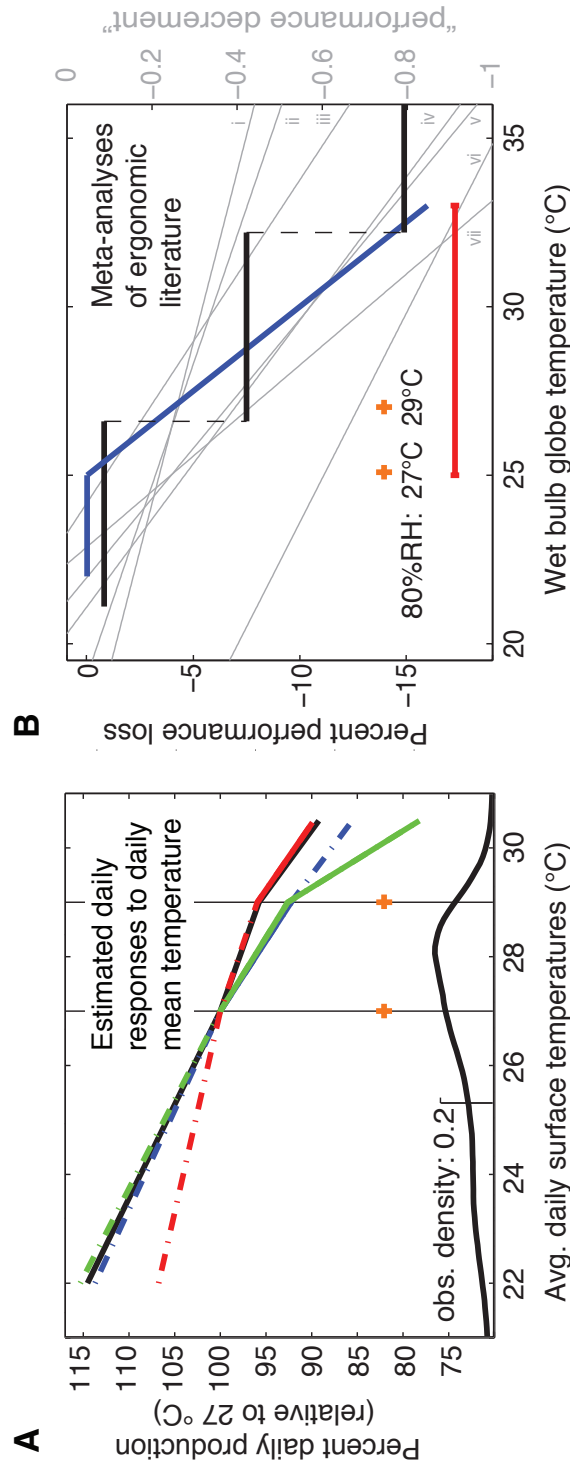 A
Estimated daily
responses to daily
mean temperature
Percent daily production
(relative to 27 °C)
115
110
105
100
95
90
85
80
75
obs. density: 0.2
22
24
26
28
30
Avg. daily surface temperatures (°C)
B
Meta-analyses
of ergonomic
literature
Percent performance loss
0
−5
−10
−15
80%RH: 27°C 29°C
20
25
30
35
Wet bulb globe temperature (°C)
0
−0.2
−0.4
−0.6
−0.8
−1
“performance decrement”
i
ii
iii
iv
v
vi
vii